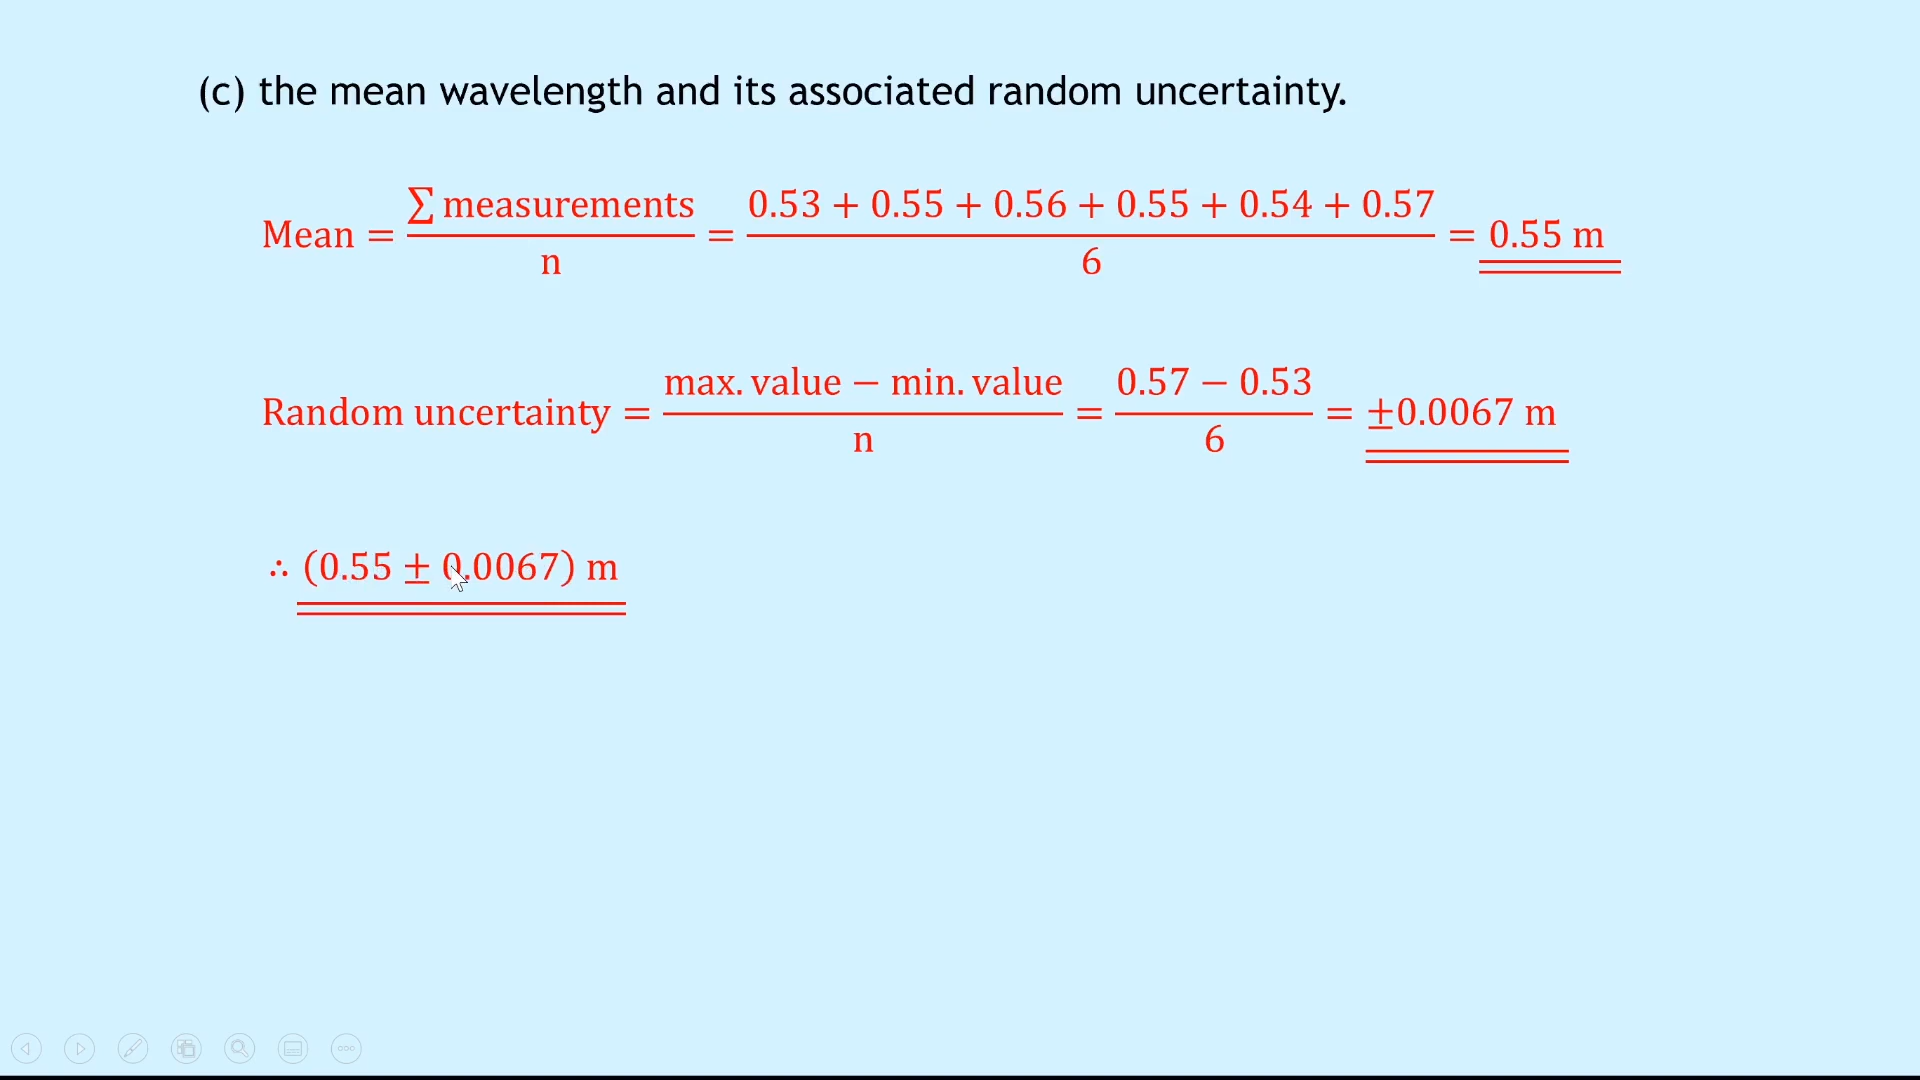 (c) the mean wavelength and its associated random uncertainty.
Mean = ∑ measurements / n = 0.53 + 0.55 + 0.56 + 0.55 + 0.54 + 0.57 / 6 = 0.55 m
Random uncertainty = max. value − min. value / n = 0.57 − 0.53 / 6 = ±0.0067 m
∴ (0.55 ± 0.0067) m